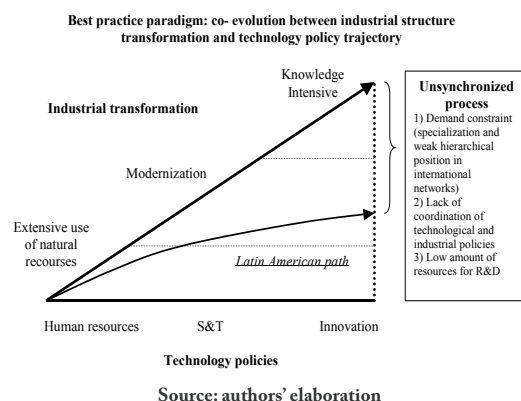 Best practice paradigm: co- evolution between industrial structure
transformation and technology policy trajectory
Knowledge
Intensive
Industrial transformation
Modernization
Extensive use
of natural
recourses
Latin American path
Human resources S&T Innovation
Technology policies
Unsynchronized
process
1) Demand constraint
(specialization and
weak hierarchical
position in
international
networks)
2) Lack of
coordination of
technological and
industrial policies
3) Low amount of
resources for R&D
Source: authors' elaboration